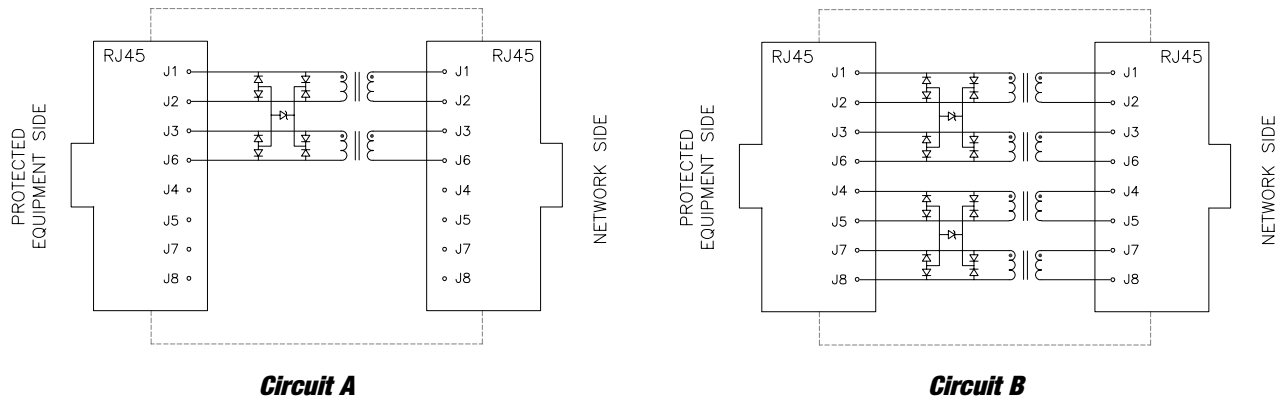 RJ45
J1
J2
J3
J6
J4
J5
J7
J8
PROTECTED
EQUIPMENT SIDE
RJ45
J1
J2
J3
J6
J4
J5
J7
J8
NETWORK SIDE
Circuit A
RJ45
J1
J2
J3
J6
J4
J5
J7
J8
PROTECTED
EQUIPMENT SIDE
RJ45
J1
J2
J3
J6
J4
J5
J7
J8
NETWORK SIDE
Circuit B